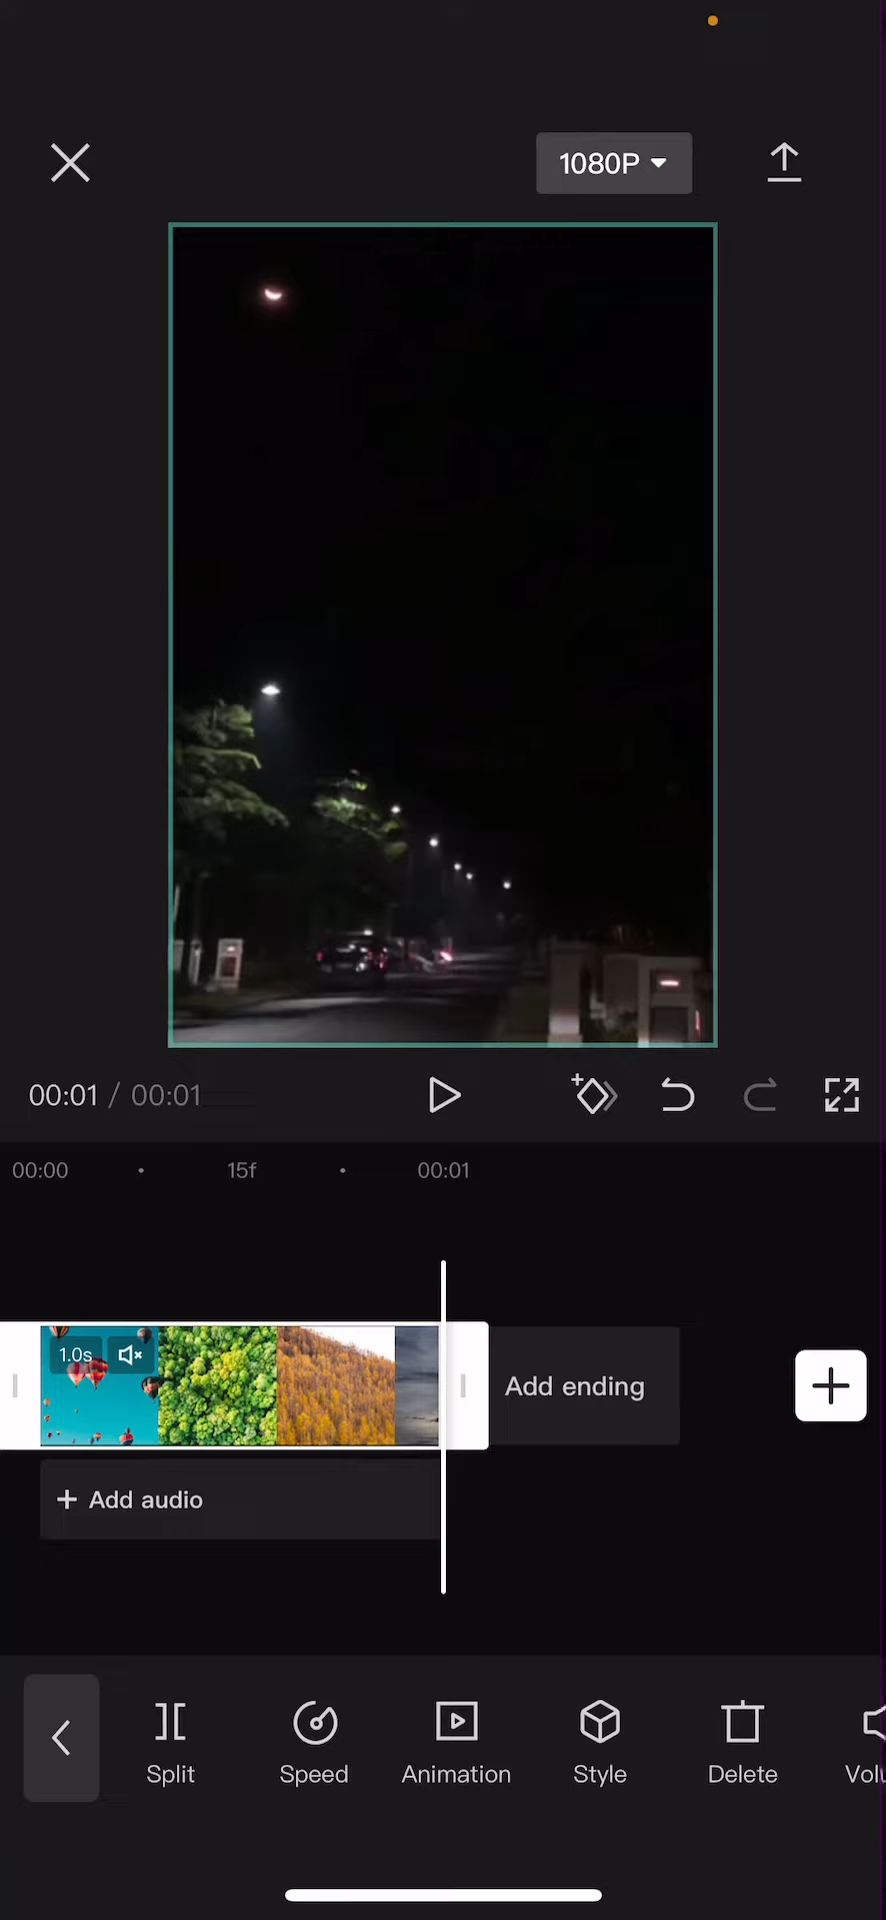 1080P
00:01 / 00:01
00:00 15f 00:01
1.0s
Add ending
+ Add audio
Split Speed Animation Style Delete Volu